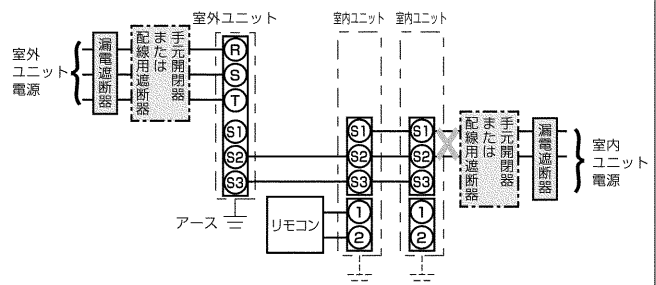 室外ユニット
室内ユニット
室内ユニット
室外
ユニット
電源
漏電遮断器
手元開閉器
または
配線用遮断器
R
S
T
S1
S2
S3
アース
リモコン
S1
S2
S3
1
2
S1
S2
S3
1
2
手元開閉器
または
配線用遮断器
漏電遮断器
室内
ユニット
電源